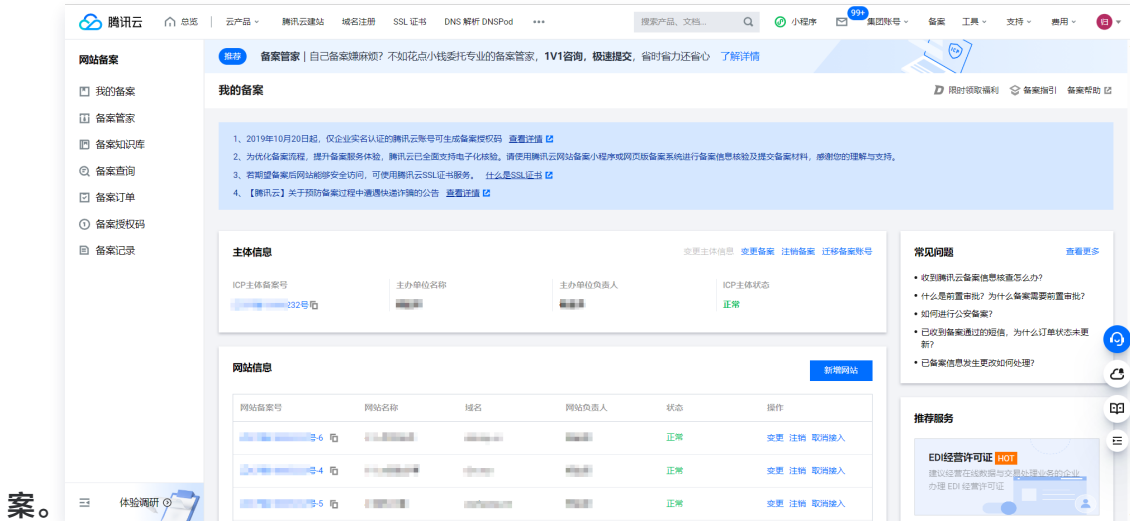 腾讯云 总览 云产品 腾讯云建站 域名注册 SSL 证书 DNS 解析 DNSPod ••• 搜索产品、文档... 小程序 99+ 集团账号 备案 工具 支持 费用 归
网站备案
我的备案
备案管家
备案知识库
备案查询
备案订单
备案授权码
备案记录
体验调研
推荐 备案管家 | 自己备案嫌麻烦？不如花点小钱委托专业的备案管家，1V1咨询，极速提交，省时省力还省心 了解详情
我的备案 限时领取福利 备案指引 备案帮助
1、2019年10月20日起，仅企业实名认证的腾讯云账号可生成备案授权码 查看详情
2、为优化备案流程，提升备案服务体验，腾讯云已全面支持电子化核验。请使用腾讯云网站备案小程序或网页版备案系统进行备案信息核验及提交备案材料，感谢您的理解与支持。
3、若期望备案后网站能够安全访问，可使用腾讯云SSL证书服务。 什么是SSL证书
4、【腾讯云】关于预防备案过程中遭遇快递诈骗的公告 查看详情
主体信息 变更主体信息 变更备案 注销备案 迁移备案账号
ICP主体备案号 主办单位名称 主办单位负责人 ICP主体状态
232号 正常
网站信息 新增网站
网站备案号 网站名称 域名 网站负责人 状态 操作
号-6 正常 变更 注销 取消接入
号-4 正常 变更 注销 取消接入
号-5 正常 变更 注销 取消接入
常见问题 查看更多
• 收到腾讯云备案信息核查怎么办？
• 什么是前置审批？为什么备案需要前置审批？
• 如何进行公安备案？
• 已收到备案通过的短信，为什么订单状态未更
新？
• 已备案信息发生更改如何处理？
推荐服务
EDI经营许可证 HOT
建议经营在线数据与交易处理业务的企业
办理 EDI 经营许可证
案。